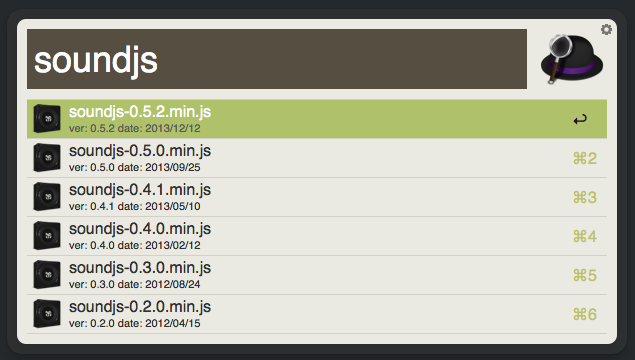 soundjs
soundjs-0.5.2.min.js
ver: 0.5.2 date: 2013/12/12
soundjs-0.5.0.min.js
ver: 0.5.0 date: 2013/09/25
⌘2
soundjs-0.4.1.min.js
ver: 0.4.1 date: 2013/05/10
⌘3
soundjs-0.4.0.min.js
ver: 0.4.0 date: 2013/02/12
⌘4
soundjs-0.3.0.min.js
ver: 0.3.0 date: 2012/08/24
⌘5
soundjs-0.2.0.min.js
ver: 0.2.0 date: 2012/04/15
⌘6